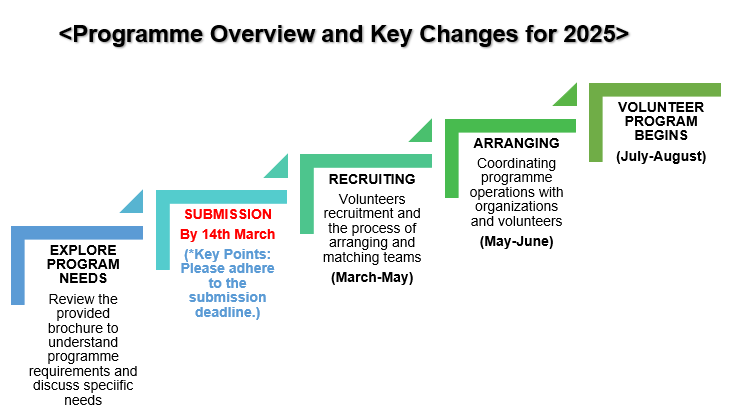 <Programme Overview and Key Changes for 2025>
EXPLORE
PROGRAM
NEEDS
Review the
provided
brochure to
understand
programme
requirements and
discuss speciific
needs
SUBMISSION
By 14th March
(*Key Points:
Please adhere
to the
submission
deadline.)
RECRUITING
Volunteers
recruitment and
the process of
arranging and
matching teams
(March-May)
ARRANGING
Coordinating
programme
operations with
organizations
and volunteers
(May-June)
VOLUNTEER
PROGRAM
BEGINS
(July-August)